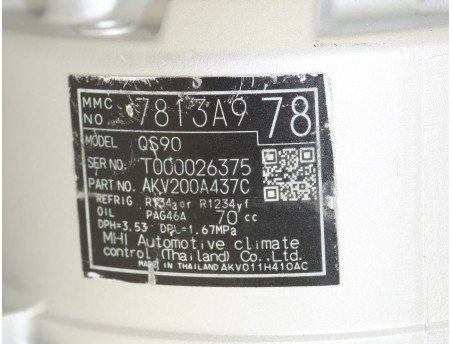 MMC NO 7813A9 78
MODEL QS90
SER NO. T000026375
PART NO. AKV200A437C
REFRIG R134a or R1234yf
OIL PAG46A 70 cc
DPH=3.53 DPL=1.67MPa
MHI Automotive climate
control (Thailand) Co., Ltd.
MADE IN THAILAND AKV011H410AC